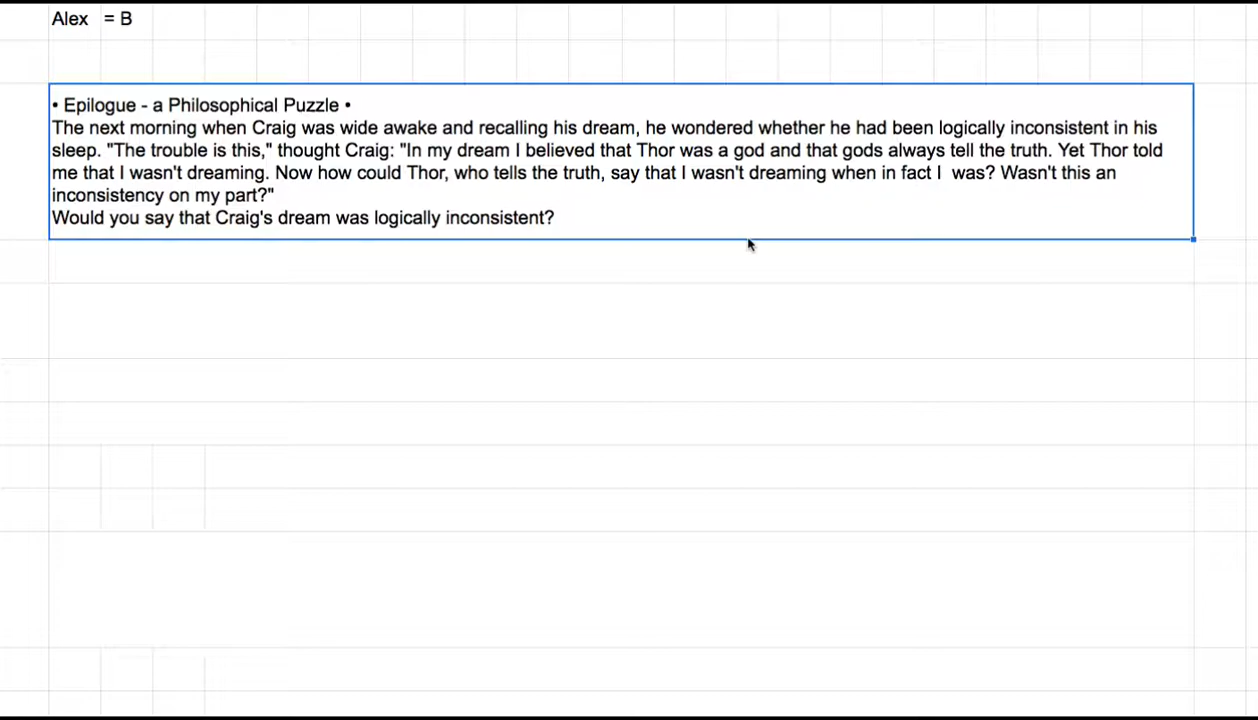 Alex = B
• Epilogue - a Philosophical Puzzle •
The next morning when Craig was wide awake and recalling his dream, he wondered whether he had been logically inconsistent in his
sleep. "The trouble is this," thought Craig: "In my dream I believed that Thor was a god and that gods always tell the truth. Yet Thor told
me that I wasn't dreaming. Now how could Thor, who tells the truth, say that I wasn't dreaming when in fact I  was? Wasn't this an
inconsistency on my part?"
Would you say that Craig's dream was logically inconsistent?